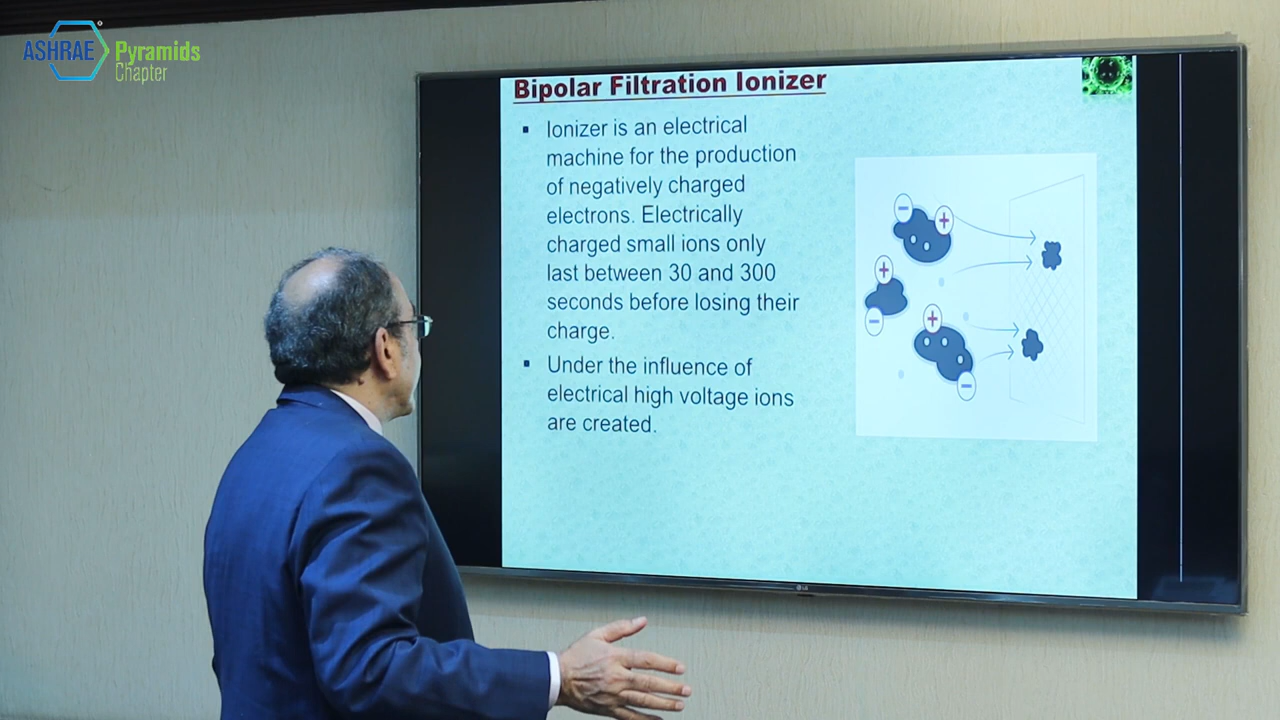 ASHRAE Pyramids
Chapter
Bipolar Filtration Ionizer
▪ Ionizer is an electrical
machine for the production
of negatively charged
electrons. Electrically
charged small ions only
last between 30 and 300
seconds before losing their
charge.
▪ Under the influence of
electrical high voltage ions
are created.
− +
+
−
+
−
LG